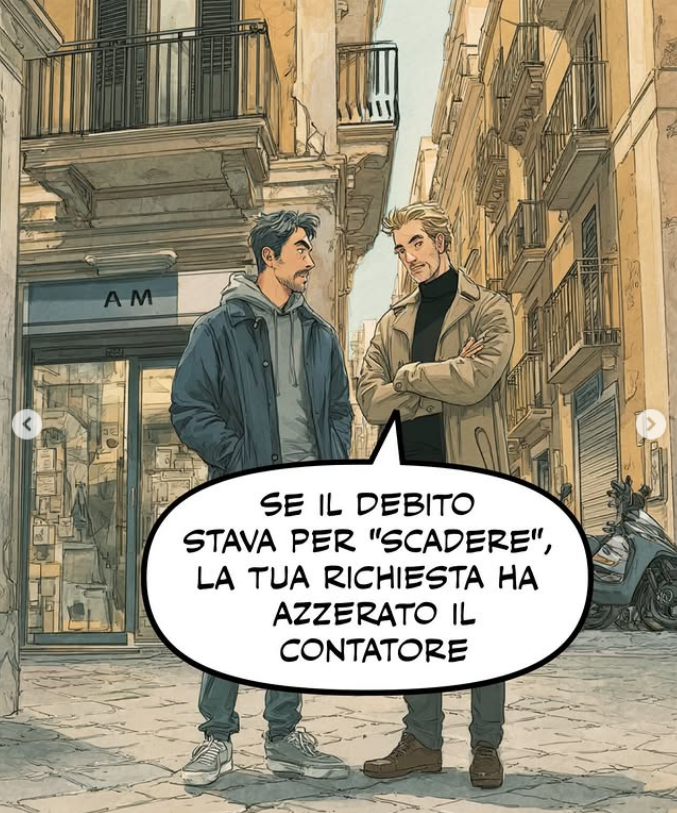 AM
SE IL DEBITO
STAVA PER "SCADERE",
LA TUA RICHIESTA HA
AZZERATO IL
CONTATORE